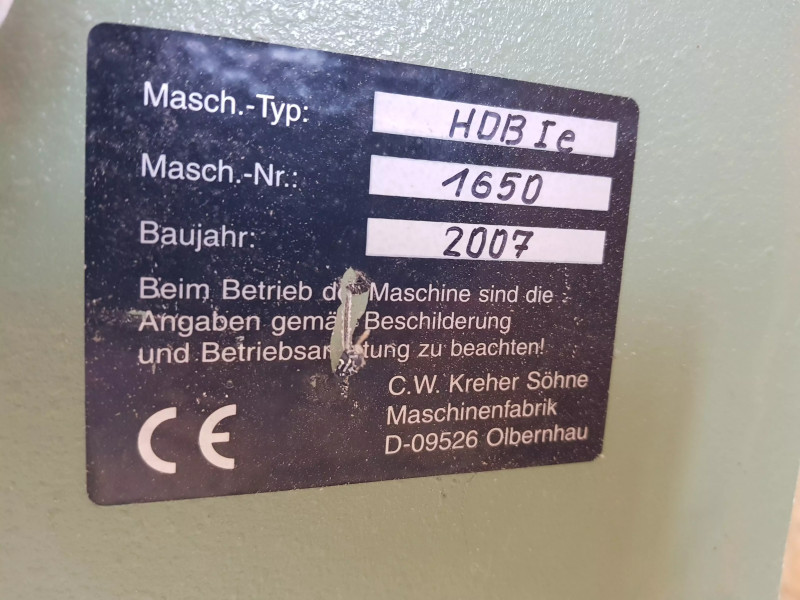 Masch.-Typ: HDB Ie
Masch.-Nr.: 1650
Baujahr: 2007
Beim Betrieb Maschine sind die
Angaben Beschilderung
und zu beachten!
C.W. Kreher Söhne
Maschinenfabrik
D-09526 Olbernhau
CE